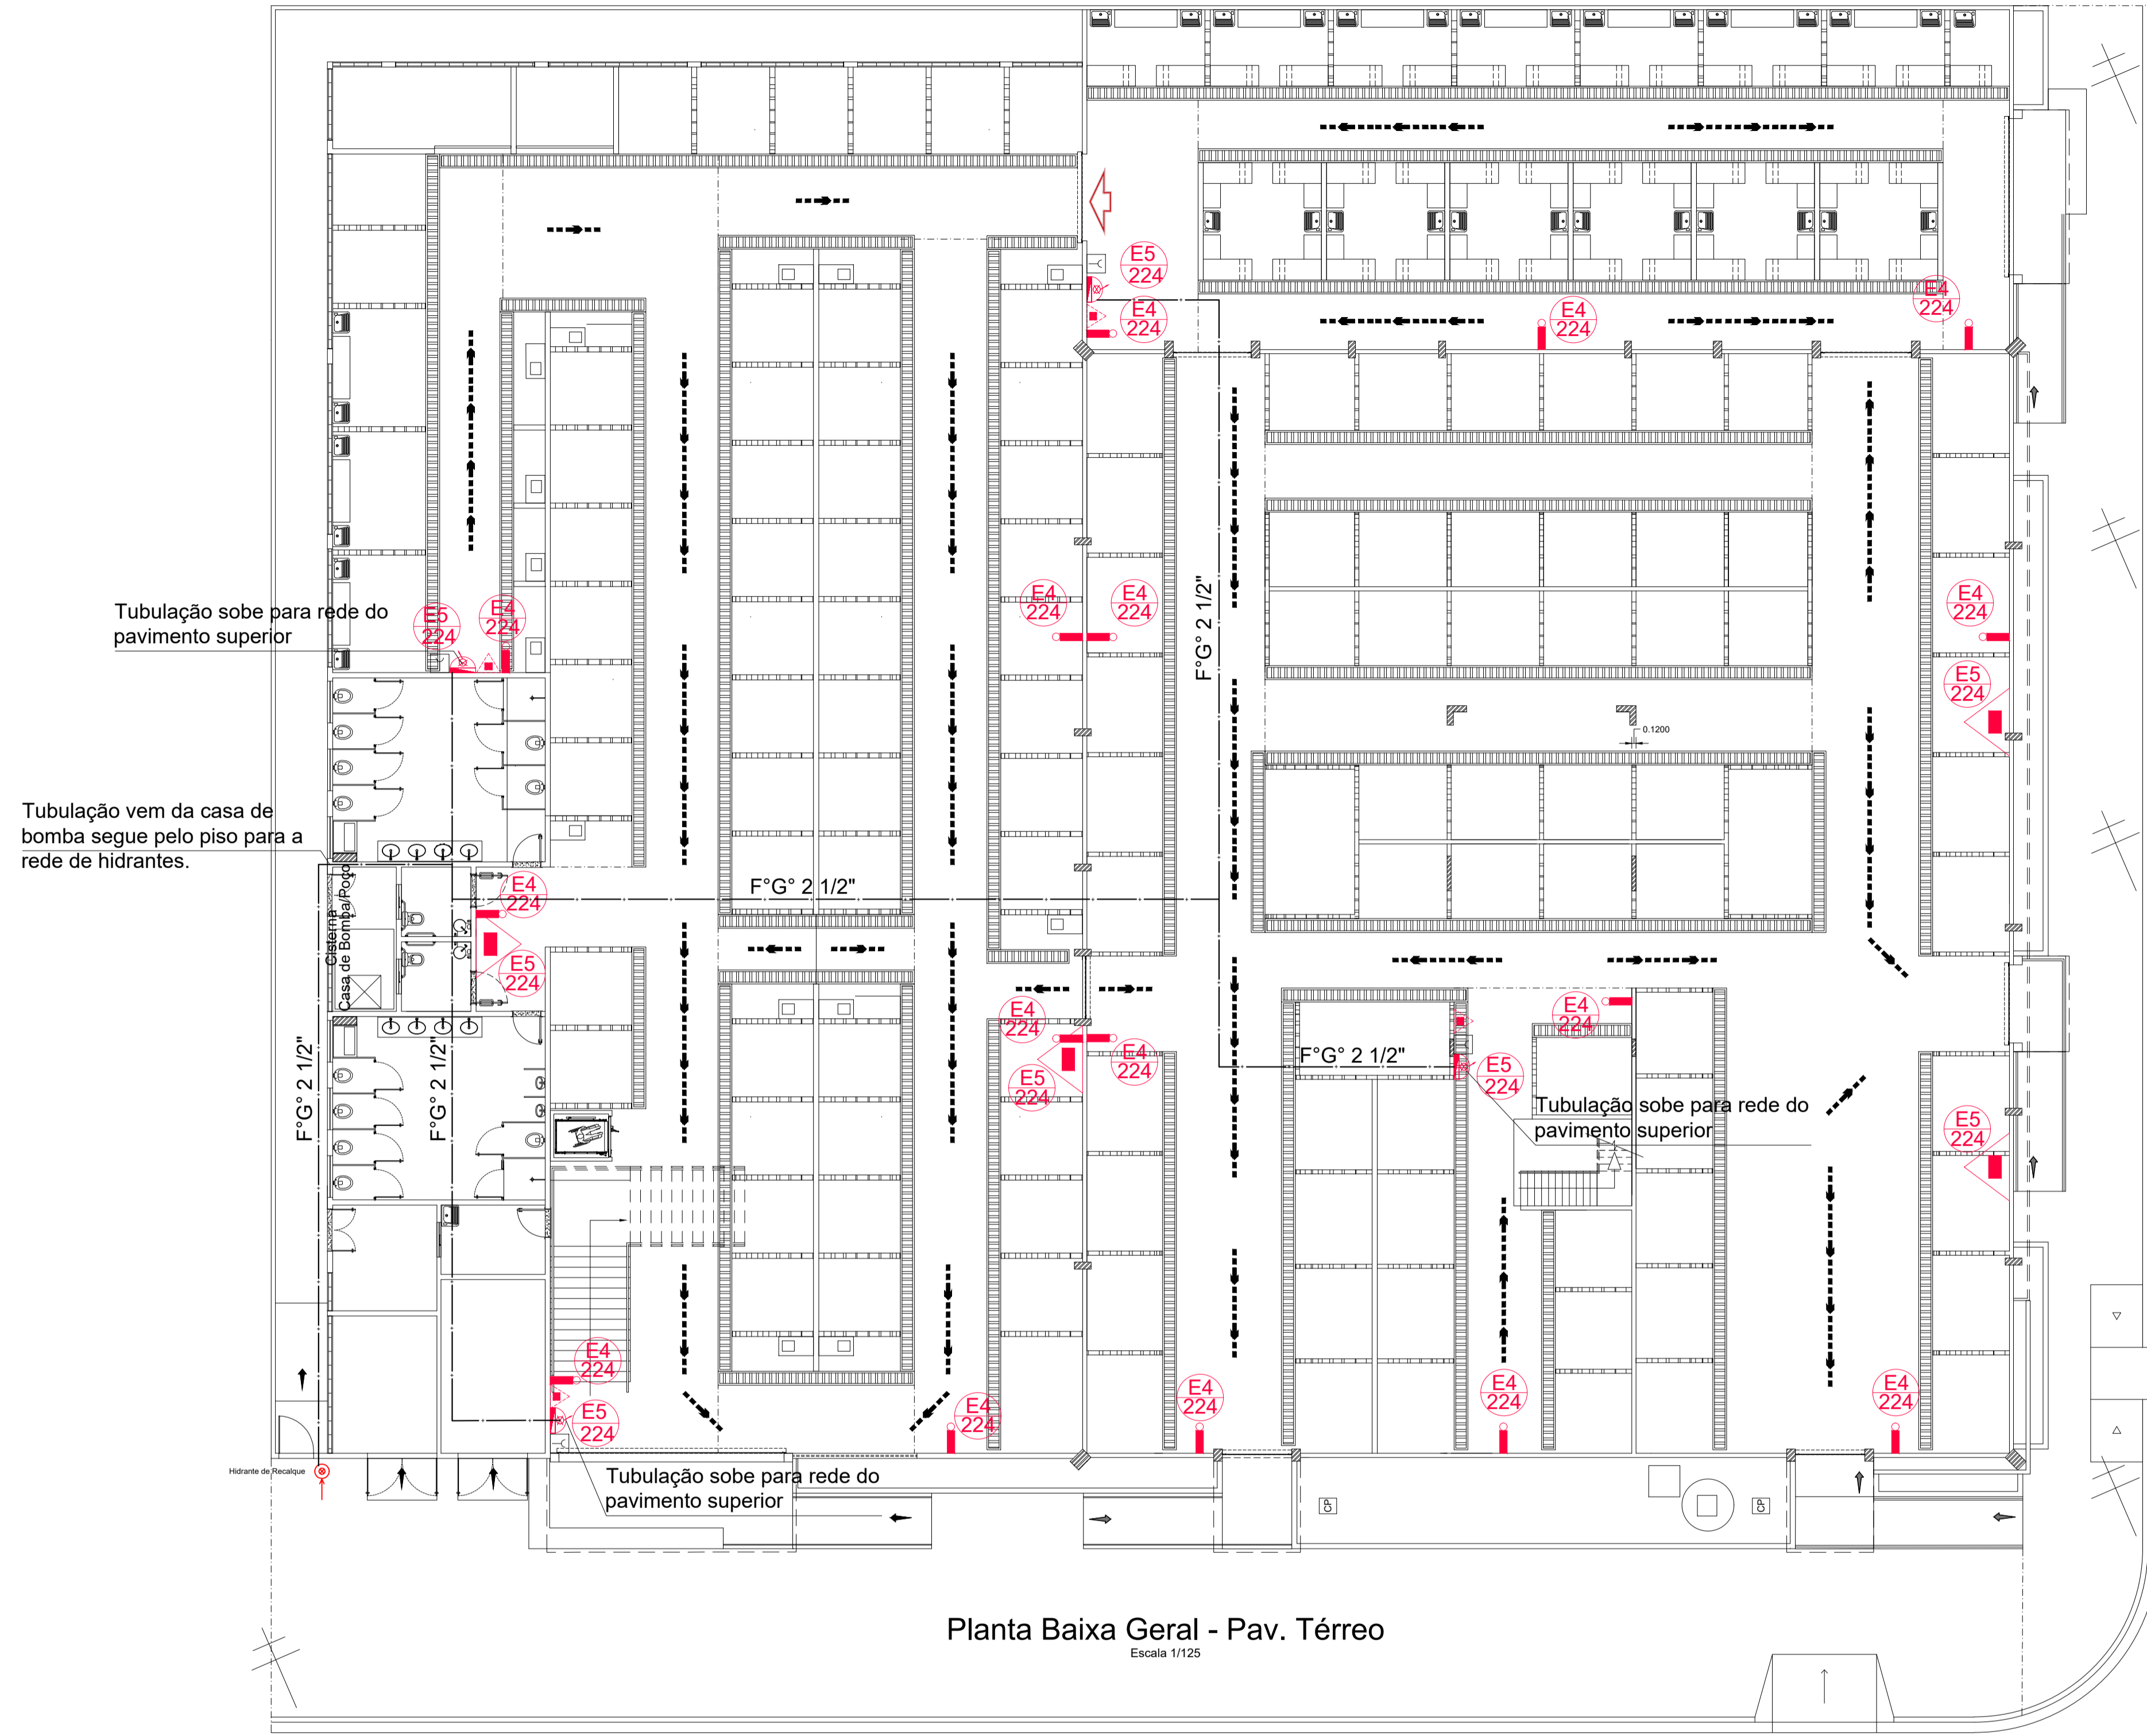 E5
224
E4
224
E4
224
E4
224
Tubulação sobe para rede do
pavimento superior
E5
224
E4
224
E4
224
E4
224
F°G° 2 1/2"
E4
224
E5
224
0.1200
Tubulação vem da casa de
bomba segue pelo piso para a
rede de hidrantes.
Cisterna
Casa de Bomba/Poço
E4
224
F°G° 2 1/2"
E5
224
E4
224
E4
224
E4
224
F°G° 2 1/2"
F°G° 2 1/2"
F°G° 2 1/2"
E5
224
E5
224
Tubulação sobe para rede do
pavimento superior
E5
224
E4
224
E5
224
E4
224
E4
224
E4
224
E4
224
Hidrante de Recalque
Tubulação sobe para rede do
pavimento superior
CP
CP
Planta Baixa Geral - Pav. Térreo
Escala 1/125